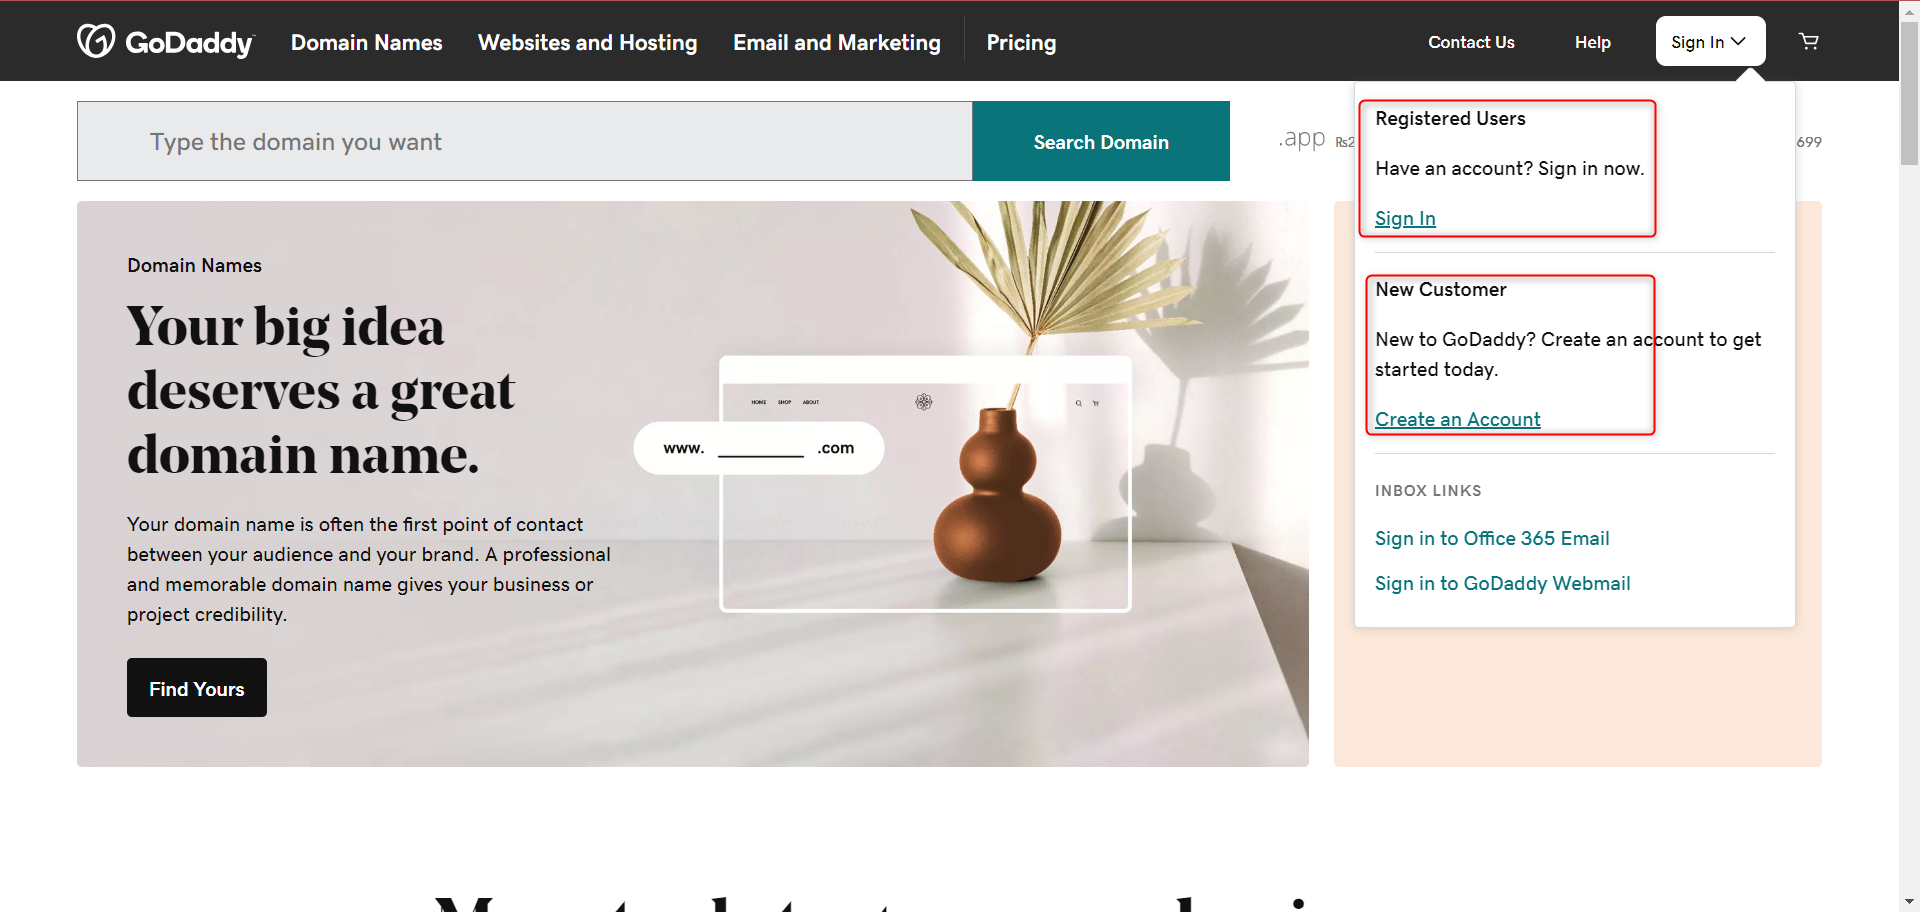 GoDaddy
Domain Names
Websites and Hosting
Email and Marketing
Pricing
Contact Us
Help
Sign In
Type the domain you want
Search Domain
.app ₨2
699
Registered Users
Have an account? Sign in now.
Sign In
New Customer
New to GoDaddy? Create an account to get
started today.
Create an Account
INBOX LINKS
Sign in to Office 365 Email
Sign in to GoDaddy Webmail
Domain Names
Your big idea
deserves a great
domain name.
Your domain name is often the first point of contact
between your audience and your brand. A professional
and memorable domain name gives your business or
project credibility.
Find Yours
HOME SHOP ABOUT
www. ________ .com